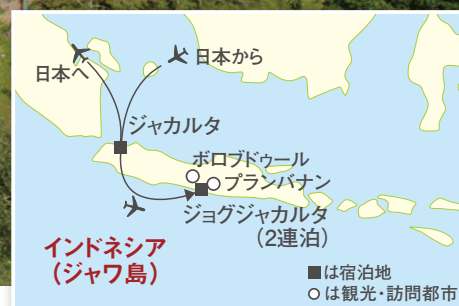 日本へ
日本から
ジャカルタ
ボロブドゥール
プランバナン
ジョグジャカルタ
（2連泊）
インドネシア
（ジャワ島）
■は宿泊地
○は観光・訪問都市